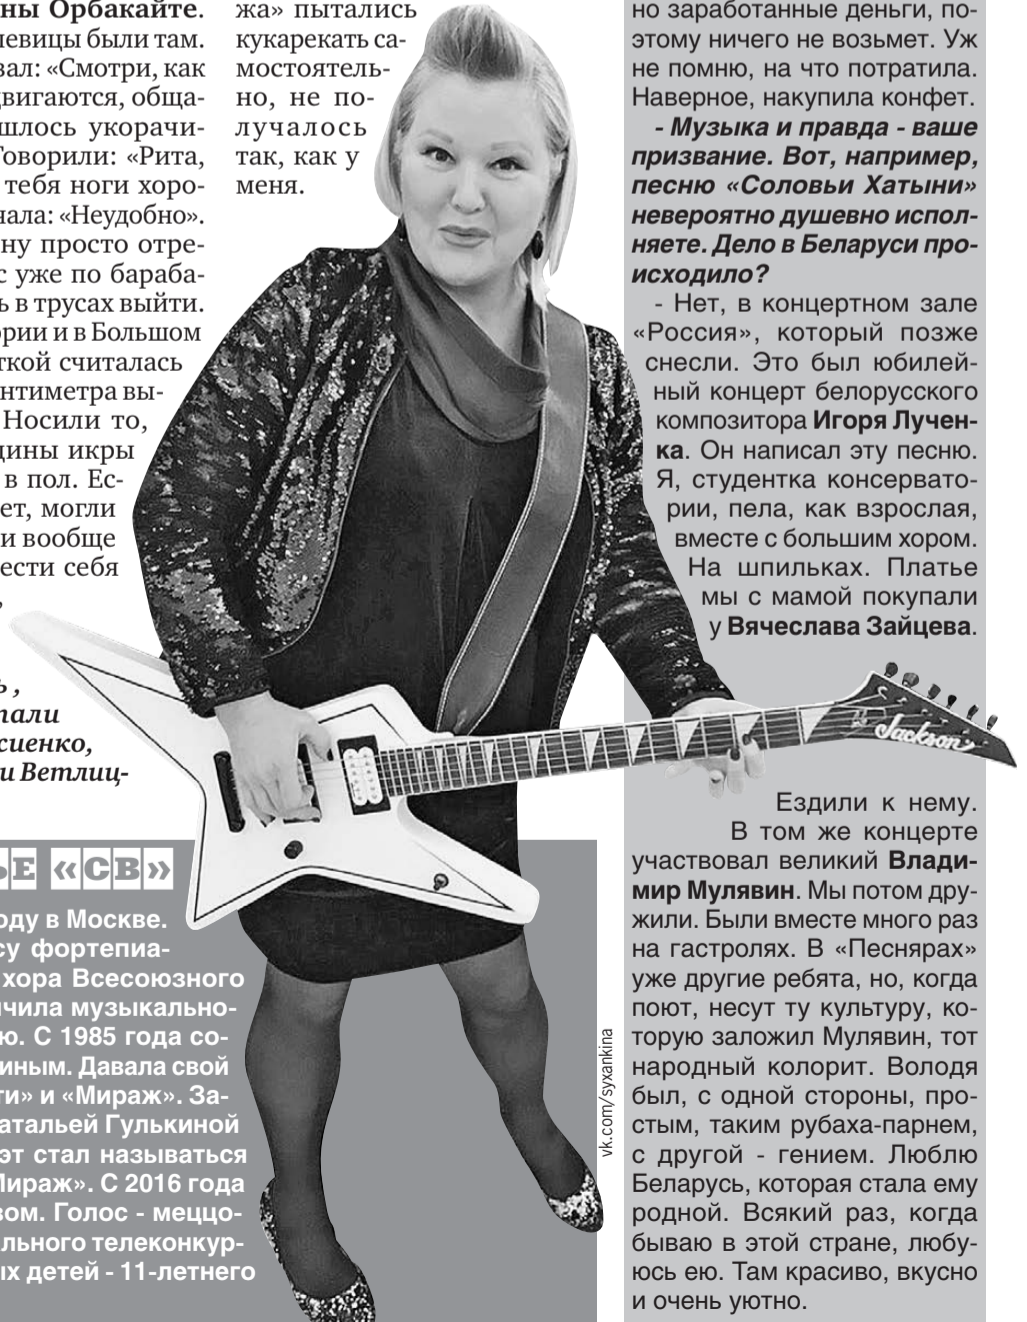 ны Орбакайте.
левицы были там.
вал: «Смотри, как
двигаются, обща-
шлось укорачи-
Говорили: «Рита,
тебя ноги хоро-
чала: «Неудобно».
ну просто отре-
с уже по бараба-
ь в трусах выйти.
рии и в Большом
ткой считалась
нтиметра вы-
Носили то,
щины икры
в пол. Ес-
ет, могли
и вообще
ести себя
ь,
пали
сиенко,
и Ветлиц-
жа» пытались
кукарекать са-
мостоятель-
но, не по-
лучалось
так, как у
меня.
ЬЕ «СВ»
оду в Москве.
су фортепиа-
хора Всесоюзного
нчила музыкально-
ю. С 1985 года со-
иным. Давала свой
ти» и «Мираж». За-
атальей Гулькиной
эт стал называться
Мираж». С 2016 года
вом. Голос - меццо-
льного телеконкур-
ых детей - 11-летнего
vk.com/syxankina
Jackson
но заработанные деньги, по-
этому ничего не возьмет. Уж
не помню, на что потратила.
Наверное, накупила конфет.
- Музыка и правда - ваше
призвание. Вот, например,
песню «Соловьи Хатыни»
невероятно душевно испол-
няете. Дело в Беларуси про-
исходило?
- Нет, в концертном зале
«Россия», который позже
снесли. Это был юбилей-
ный концерт белорусского
композитора Игоря Лучен-
ка. Он написал эту песню.
Я, студентка консервато-
рии, пела, как взрослая,
вместе с большим хором.
На шпильках. Платье
мы с мамой покупали
у Вячеслава Зайцева.
Ездили к нему.
В том же концерте
участвовал великий Влади-
мир Мулявин. Мы потом дру-
жили. Были вместе много раз
на гастролях. В «Песнярах»
уже другие ребята, но, когда
поют, несут ту культуру, ко-
торую заложил Мулявин, тот
народный колорит. Володя
был, с одной стороны, про-
стым, таким рубаха-парнем,
с другой - гением. Люблю
Беларусь, которая стала ему
родной. Всякий раз, когда
бываю в этой стране, любу-
юсь ею. Там красиво, вкусно
и очень уютно.